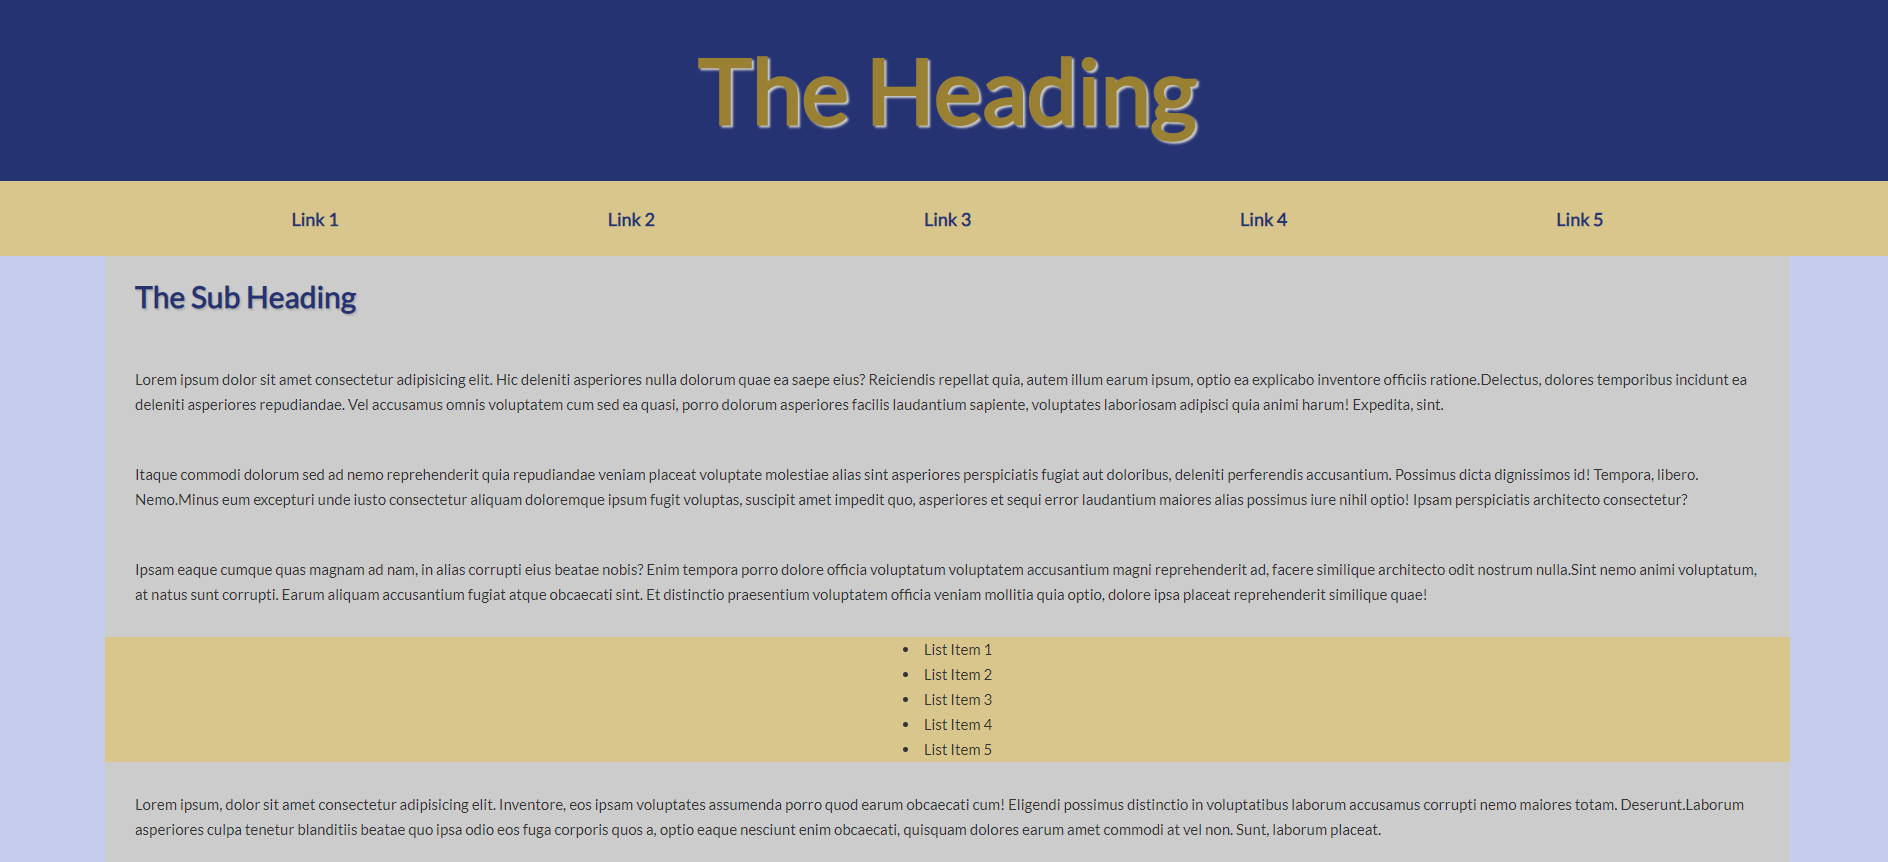 The Heading
Link 1 Link 2 Link 3 Link 4 Link 5
The Sub Heading
Lorem ipsum dolor sit amet consectetur adipisicing elit. Hic deleniti asperiores nulla dolorum quae ea saepe eius? Reiciendis repellat quia, autem illum earum ipsum, optio ea explicabo inventore officiis ratione.Delectus, dolores temporibus incidunt ea
deleniti asperiores repudiandae. Vel accusamus omnis voluptatem cum sed ea quasi, porro dolorum asperiores facilis laudantium sapiente, voluptates laboriosam adipisci quia animi harum! Expedita, sint.
Itaque commodi dolorum sed ad nemo reprehenderit quia repudiandae veniam placeat voluptate molestiae alias sint asperiores perspiciatis fugiat aut doloribus, deleniti perferendis accusantium. Possimus dicta dignissimos id! Tempora, libero.
Nemo.Minus eum excepturi unde iusto consectetur aliquam doloremque ipsum fugit voluptas, suscipit amet impedit quo, asperiores et sequi error laudantium maiores alias possimus iure nihil optio! Ipsam perspiciatis architecto consectetur?
Ipsam eaque cumque quas magnam ad nam, in alias corrupti eius beatae nobis? Enim tempora porro dolore officia voluptatum voluptatem accusantium magni reprehenderit ad, facere similique architecto odit nostrum nulla.Sint nemo animi voluptatum,
at natus sunt corrupti. Earum aliquam accusantium fugiat atque obcaecati sint. Et distinctio praesentium voluptatem officia veniam mollitia quia optio, dolore ipsa placeat reprehenderit similique quae!
• List Item 1
• List Item 2
• List Item 3
• List Item 4
• List Item 5
Lorem ipsum, dolor sit amet consectetur adipisicing elit. Inventore, eos ipsam voluptates assumenda porro quod earum obcaecati cum! Eligendi possimus distinctio in voluptatibus laborum accusamus corrupti nemo maiores totam. Deserunt.Laborum
asperiores culpa tenetur blanditiis beatae quo ipsa odio eos fuga corporis quos a, optio eaque nesciunt enim obcaecati, quisquam dolores earum amet commodi at vel non. Sunt, laborum placeat.